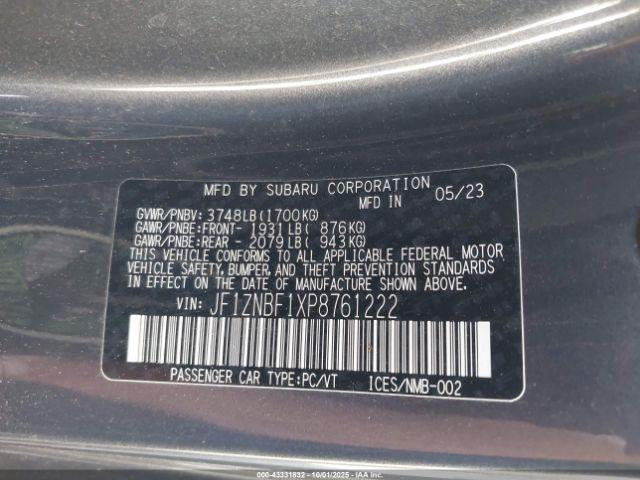 MFD BY SUBARU CORPORATION
MFD IN 05/23
GVWR/PNBV: 3748LB(1700KG)
GAWR/PNBE:FRONT- 1931LB( 876KG)
GAWR/PNBE:REAR - 2079LB( 943KG)
THIS VEHICLE CONFORMS TO ALL APPLICABLE FEDERAL MOTOR
VEHICLE SAFETY, BUMPER, AND THEFT PREVENTION STANDARDS
IN EFFECT ON THE DATE OF MANUFACTURE SHOWN ABOVE.
VIN: JF1ZNBF1XP8761222
PASSENGER CAR TYPE:PC/VT ICES/NMB-002
000-43331832 - 10/01/2025 - IAA, Inc.